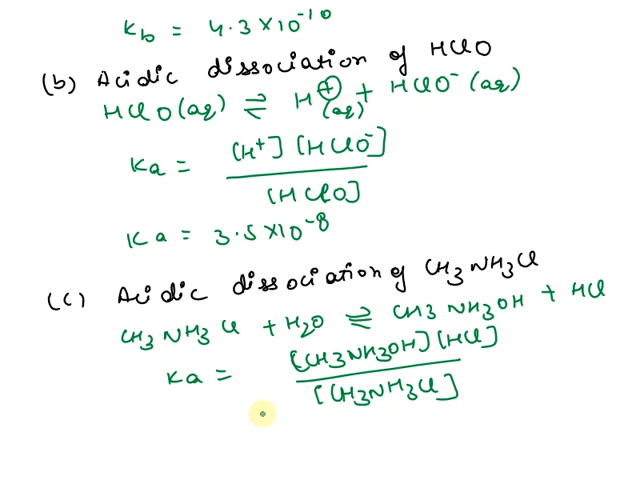 Kb = 4.3×10⁻¹⁰
(b) Acidic dissociation of HClO
HClO(aq) ⇌ H⁺(aq) + HClO⁻(aq)
Ka = [H⁺][HClO⁻]
[HClO]
Ka = 3.5×10⁻⁸
(c) Acidic dissociation of CH3NH3Cl
CH3NH3Cl + H2O ⇌ CH3NH3OH + HCl
Ka = [CH3NH3OH][HCl]
[CH3NH3Cl]